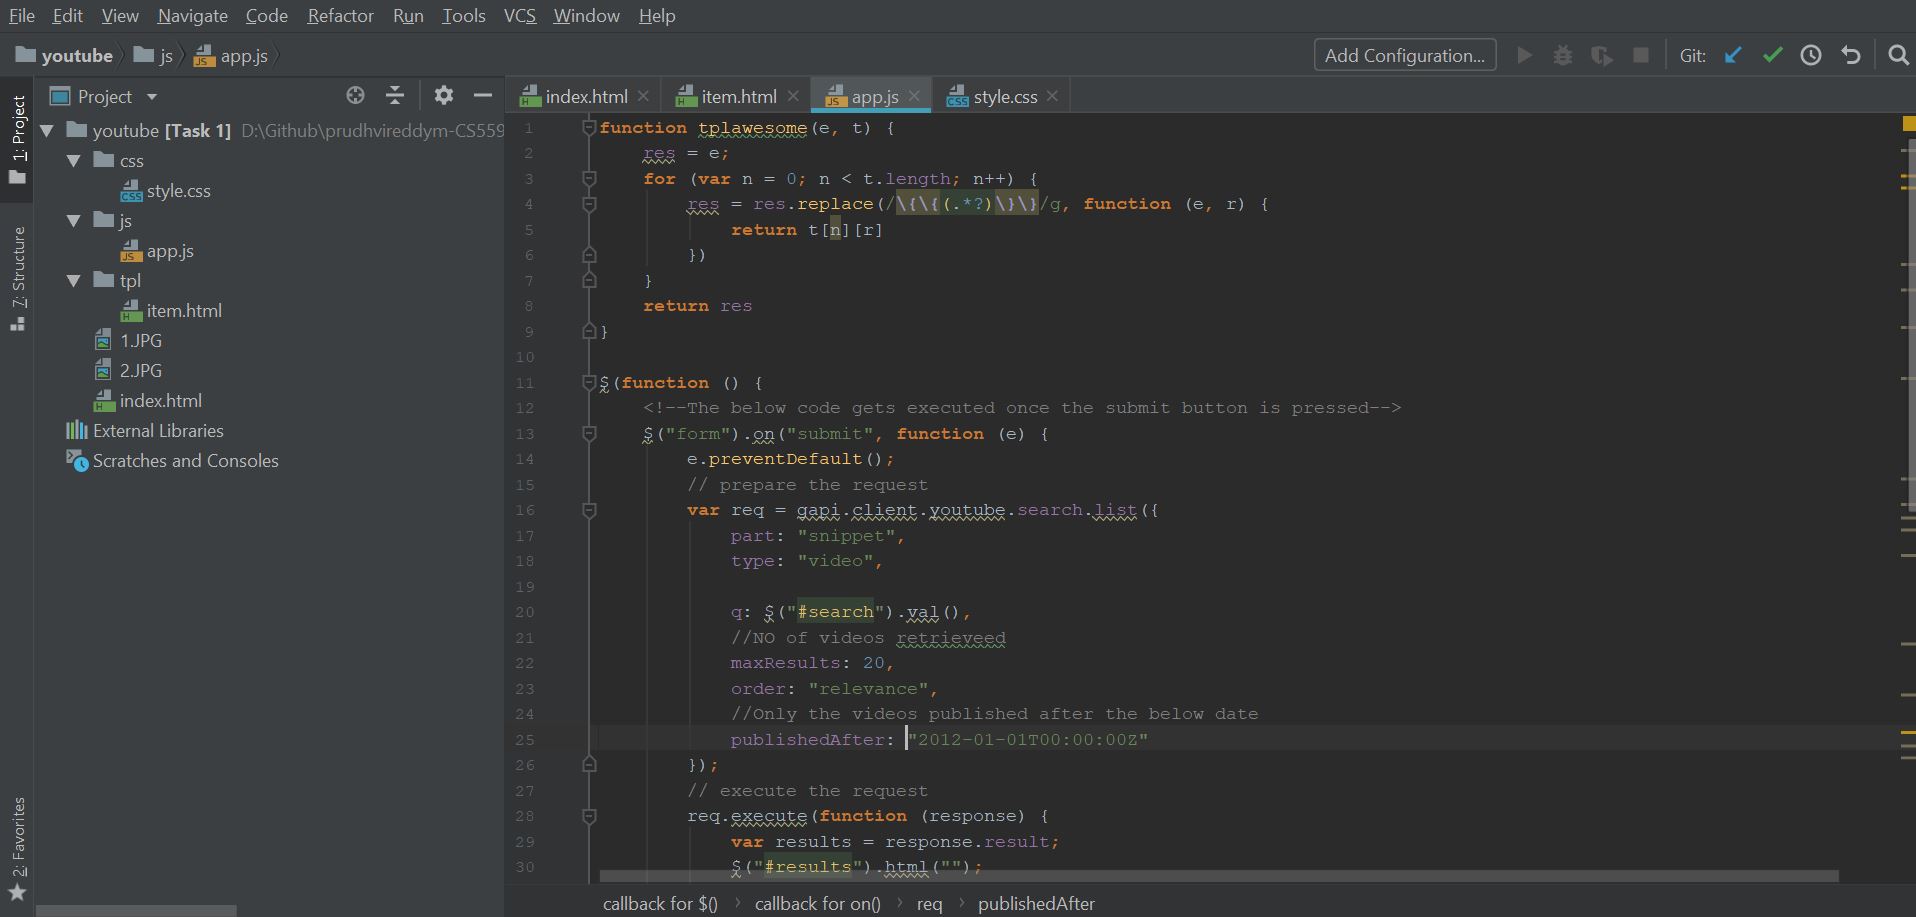 File Edit View Navigate Code Refactor Run Tools VCS Window Help
youtube js app.js Add Configuration... Git:
Project
index.html item.html app.js style.css
1: Project
7: Structure
2: Favorites
youtube [Task 1] D:\Github\prudhvireddym-CS559
css
style.css
js
app.js
tpl
item.html
1.JPG
2.JPG
index.html
External Libraries
Scratches and Consoles
1 function tplawesome(e, t) {
2 res = e;
3 for (var n = 0; n < t.length; n++) {
4 res = res.replace(/\{\{(.*?)\}\}/g, function (e, r) {
5 return t[n][r]
6 })
7 }
8 return res
9 }
10
11 $(function () {
12 <!--The below code gets executed once the submit button is pressed-->
13 $("form").on("submit", function (e) {
14 e.preventDefault();
15 // prepare the request
16 var req = gapi.client.youtube.search.list({
17 part: "snippet",
18 type: "video",
19
20 q: $("#search").val(),
21 //NO of videos retrieveed
22 maxResults: 20,
23 order: "relevance",
24 //Only the videos published after the below date
25 publishedAfter: "2012-01-01T00:00:00Z"
26 });
27 // execute the request
28 req.execute(function (response) {
29 var results = response.result;
30 $("#results").html("");
callback for $() › callback for on() › req › publishedAfter